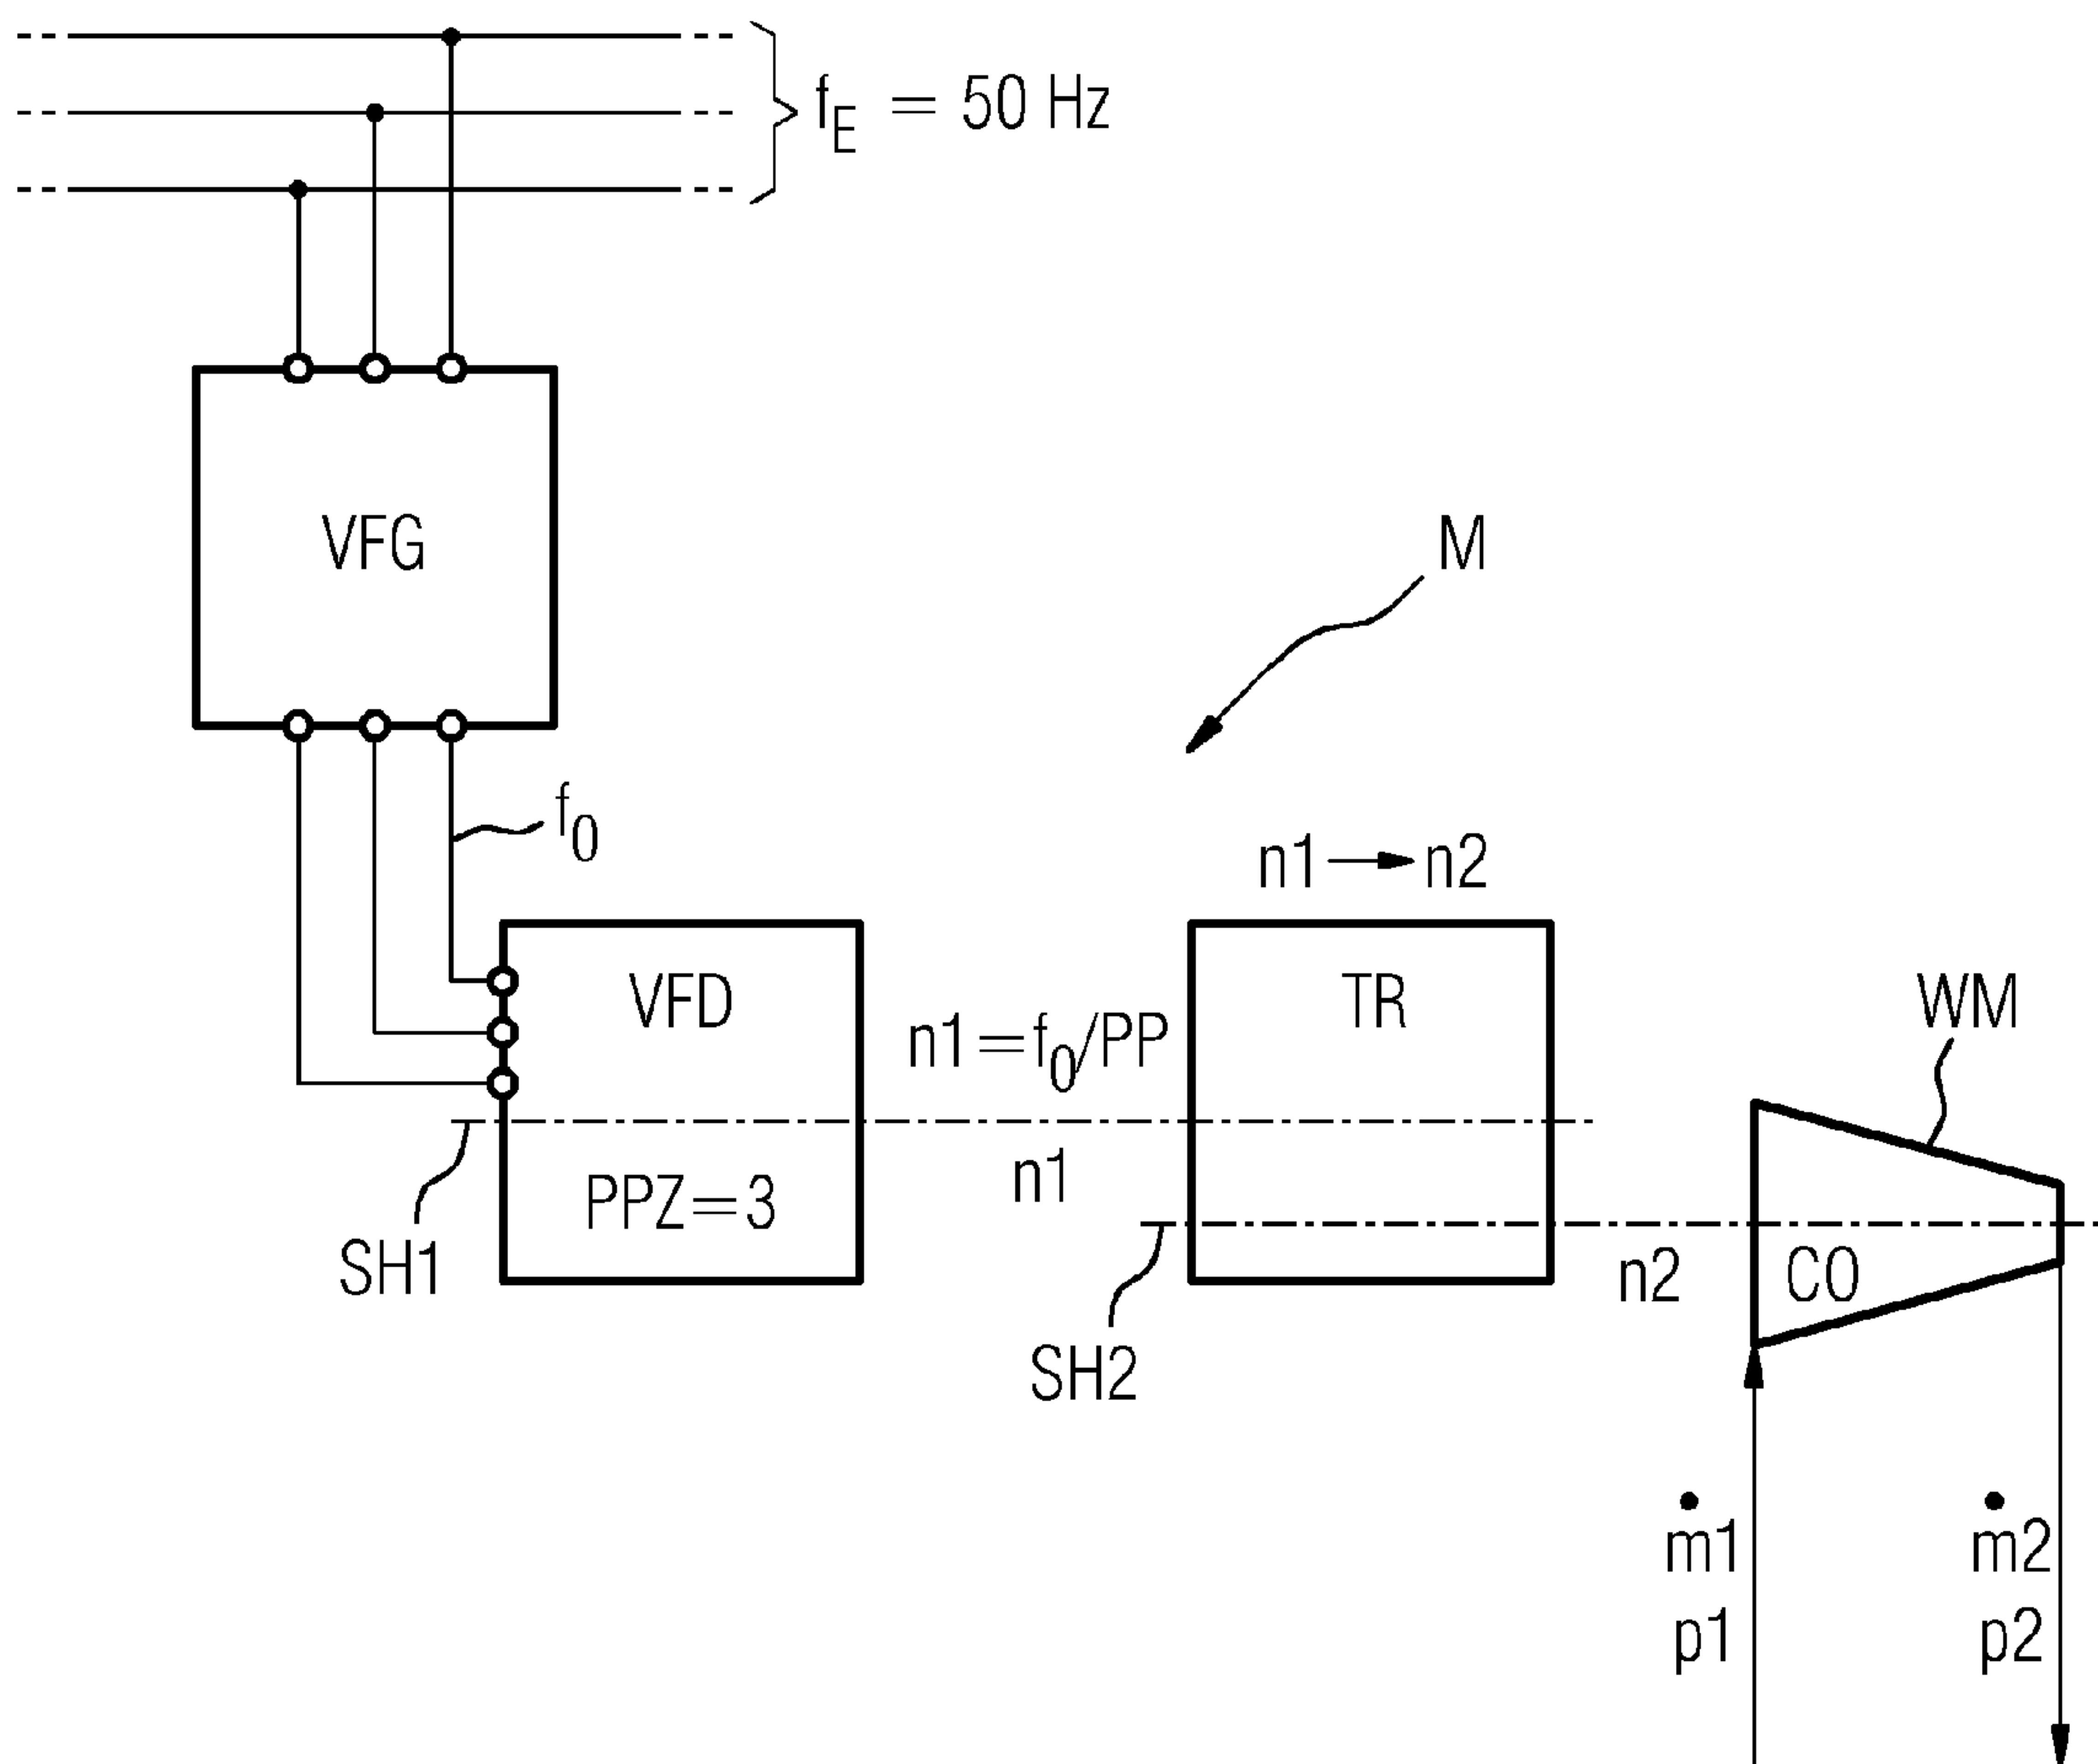 fE = 50 Hz
VFG
M
f0
n1 → n2
VFD
n1=f0/PP
TR
WM
n1
PPZ=3
SH1
n2
CO
SH2
ṁ1
ṁ2
p1
p2